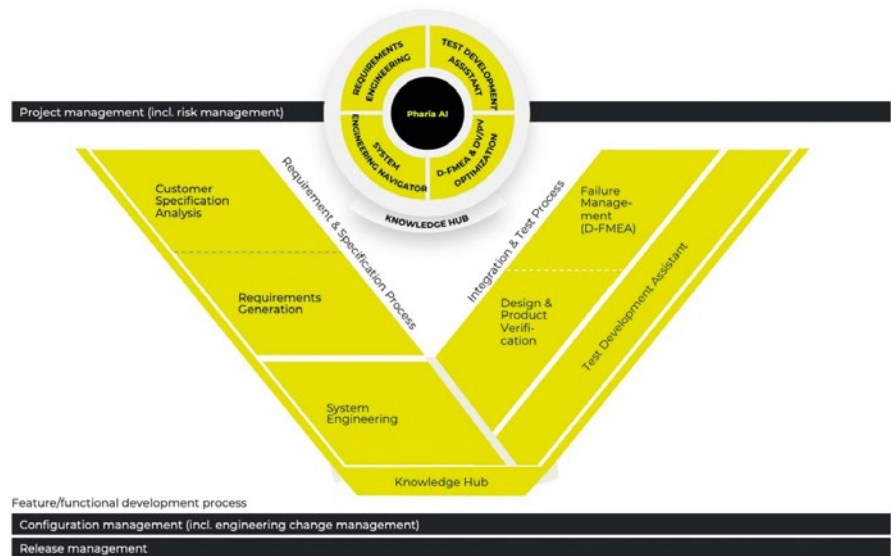 REQUIREMENTS
ENGINEERING
TEST DEVELOPMENT
ASSISTANT
Pharia AI
SYSTEM
ENGINEERING NAVIGATOR
D-FMEA & DV/PV
OPTIMIZATION
KNOWLEDGE HUB
Project management (incl. risk management)
Customer
Specification
Analysis
Requirement & Specification Process
Integration & Test Process
Failure
Manage-
ment
(D-FMEA)
Requirements
Generation
Design &
Product
Verifi-
cation
Test Development Assistant
System
Engineering
Knowledge Hub
Feature/functional development process
Configuration management (incl. engineering change management)
Release management